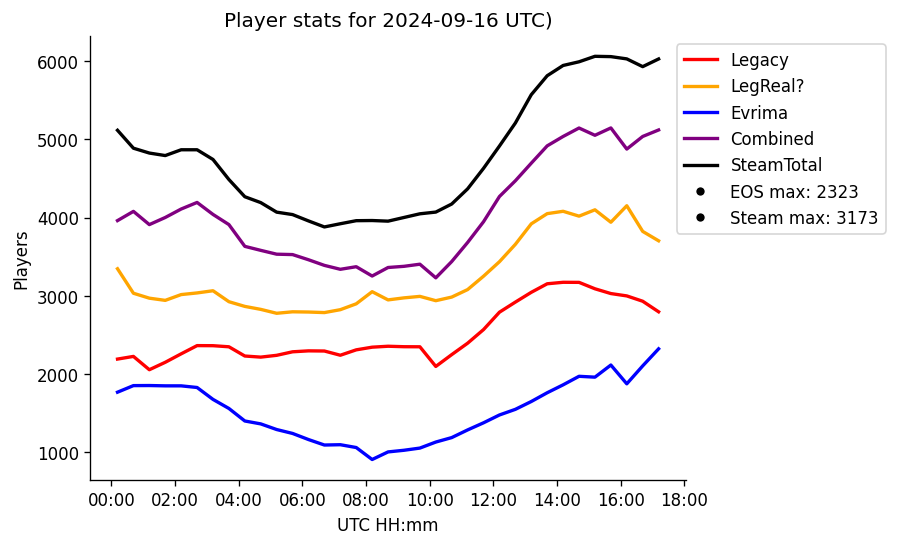 Player stats for 2024-09-16 UTC)
Players
6000
5000
4000
3000
2000
1000
00:00 02:00 04:00 06:00 08:00 10:00 12:00 14:00 16:00 18:00
UTC HH:mm
Legacy
LegReal?
Evrima
Combined
SteamTotal
EOS max: 2323
Steam max: 3173